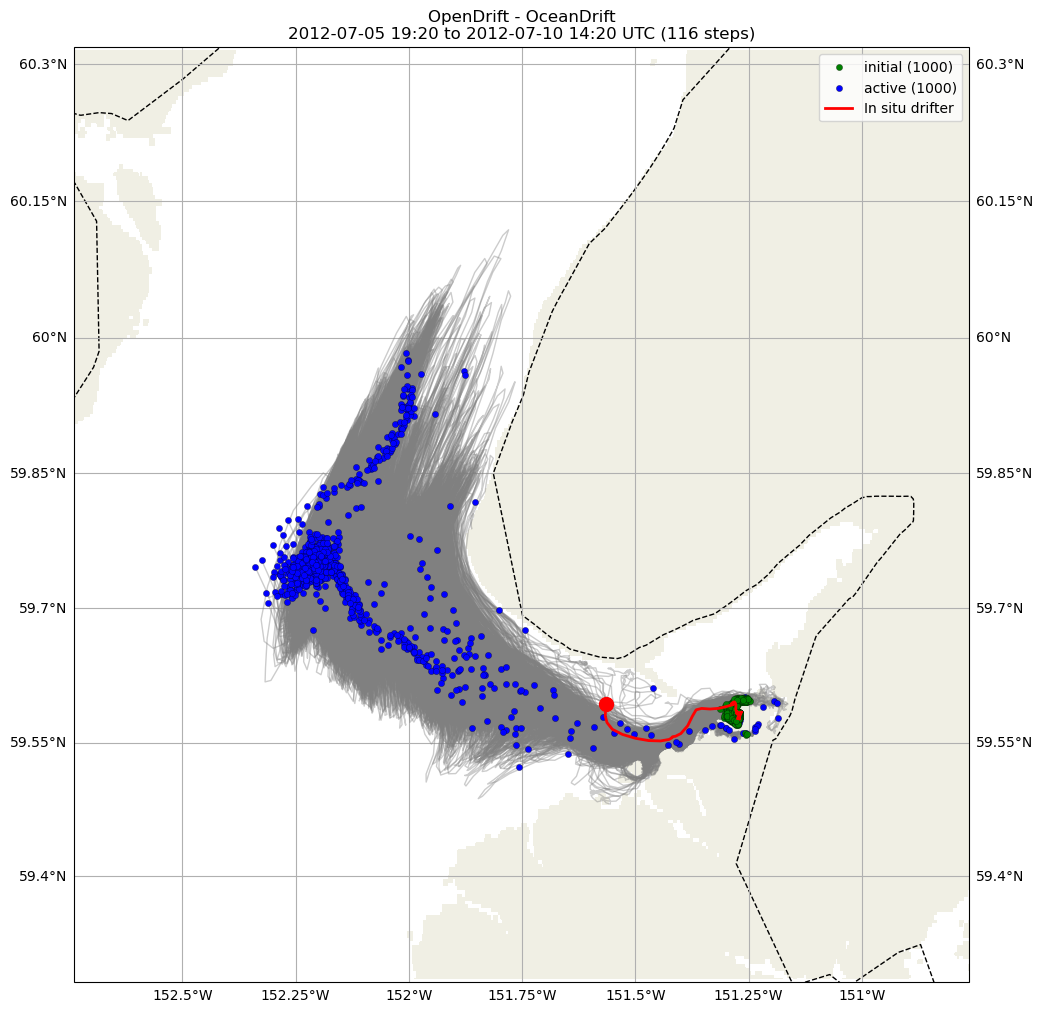 OpenDrift - OceanDrift
2012-07-05 19:20 to 2012-07-10 14:20 UTC (116 steps)
initial (1000)
active (1000)
In situ drifter
60.3°N
60.3°N
60.15°N
60.15°N
60°N
60°N
59.85°N
59.85°N
59.7°N
59.7°N
59.55°N
59.55°N
59.4°N
59.4°N
152.5°W
152.25°W
152°W
151.75°W
151.5°W
151.25°W
151°W